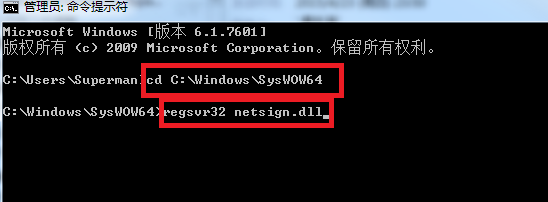 管理员: 命令提示符
Microsoft Windows [版本 6.1.7601]
版权所有 (c) 2009 Microsoft Corporation。保留所有权利。
C:\Users\Superman>cd C:\Windows\SysWOW64
C:\Windows\SysWOW64>regsvr32 netsign.dll